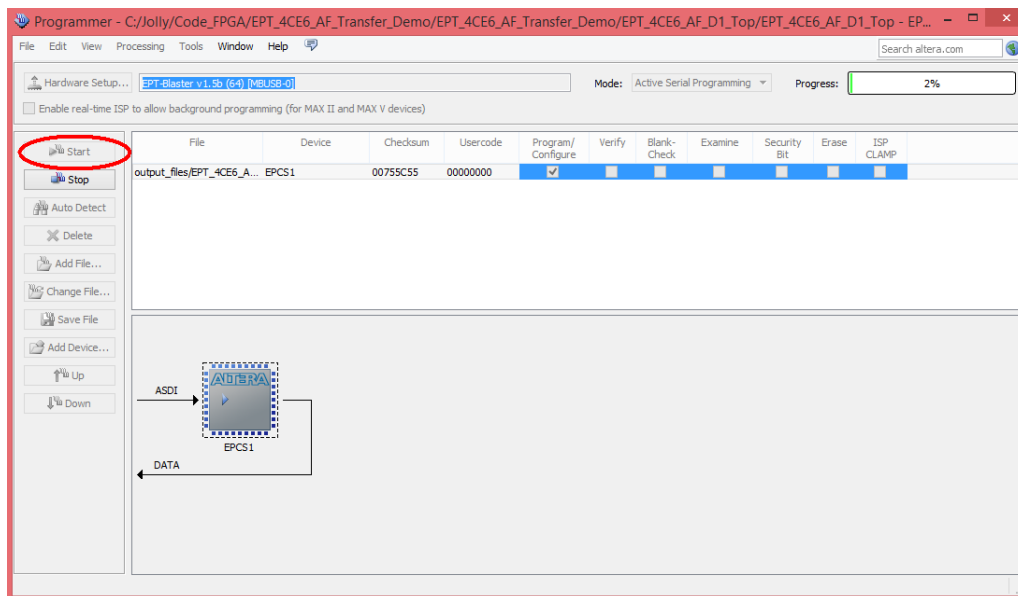 Programmer - C:/Jolly/Code_FPGA/EPT_4CE6_AF_Transfer_Demo/EPT_4CE6_AF_Transfer_Demo/EPT_4CE6_AF_D1_Top/EPT_4CE6_AF_D1_Top - EP...
File Edit View Processing Tools Window Help
Search altera.com
Hardware Setup... EPT-Blaster v1.5b (64) [MBUSB-0] Mode: Active Serial Programming Progress: 2%
Enable real-time ISP to allow background programming (for MAX II and MAX V devices)
Start
Stop
Auto Detect
Delete
Add File...
Change File...
Save File
Add Device...
Up
Down
File Device Checksum Usercode Program/ Verify Blank- Examine Security Erase ISP
Configure Check Bit CLAMP
output_files/EPT_4CE6_A... EPCS1 00755C55 00000000
ASDI
ALTERA
EPCS1
DATA